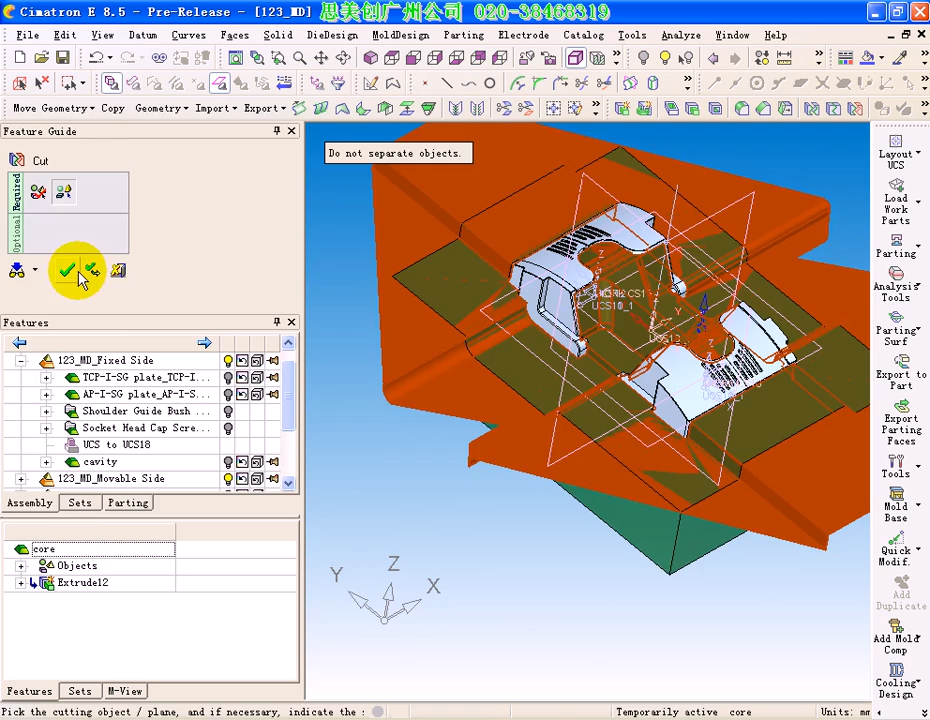 Cimatron E 8.5 - Pre-Release - [123_MD] 思美创广州公司 020-38468319
File Edit View Datum Curves Faces Solid DieDesign MoldDesign Parting Electrode Catalog Tools Analyze Window Help
Move Geometry Copy Geometry Import Export
Feature Guide
Cut
Required
Optional
Do not separate objects.
Features
123_MD_Fixed Side
TCP-I-SG plate_TCP-I...
AP-I-SG plate_AP-I-S...
Shoulder Guide Bush ...
Socket Head Cap Scre...
UCS to UCS18
cavity
123_MD_Movable Side
Assembly Sets Parting
core
Objects
Extrude12
Features Sets M-View
Z
Y
UCS10_1
UCS13
Z
Y
X
Layout UCS
Load Work Parts
Parting
Analysis Tools
Parting Surf
Export to Part
Export Parting Faces
Tools
Mold Base
Quick Modif.
Add Duplicate
Add Mold Comp
Cooling Design
Pick the cutting object / plane, and if necessary, indicate the :
Temporarily active core
Units: mm